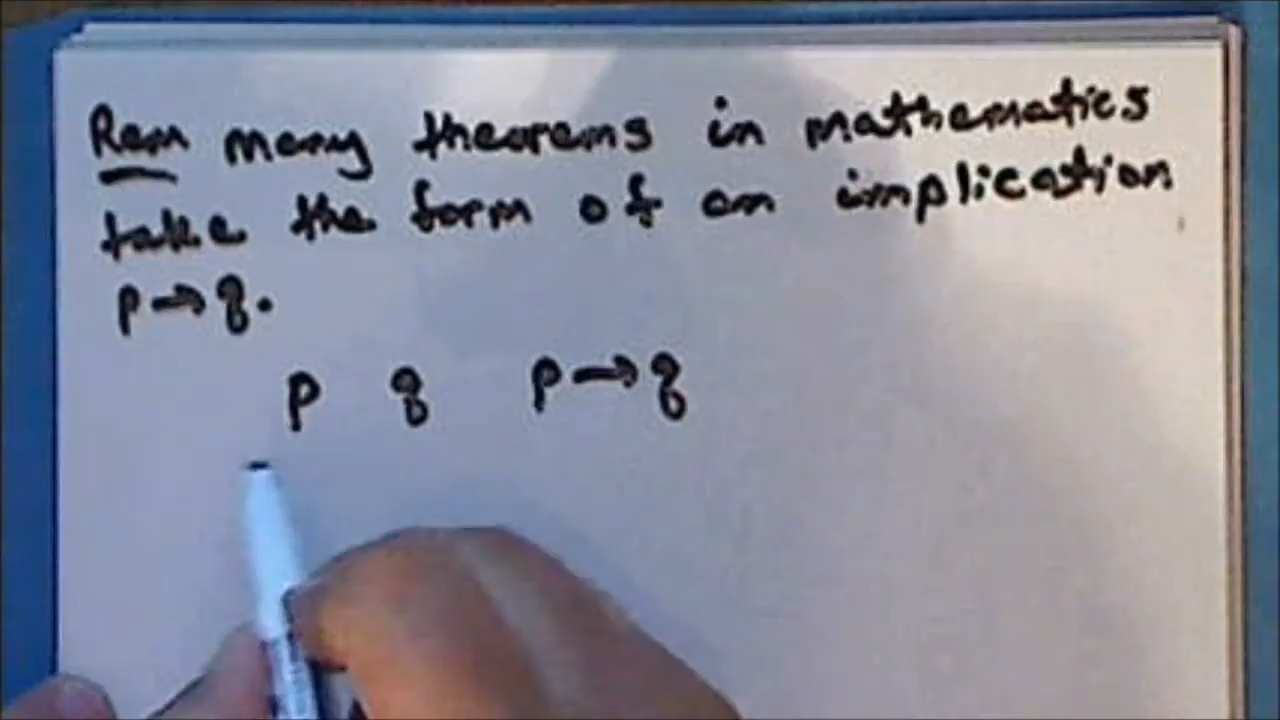 Rem many theorems in mathematics
take the form of an implication
p→q.
p q p→q